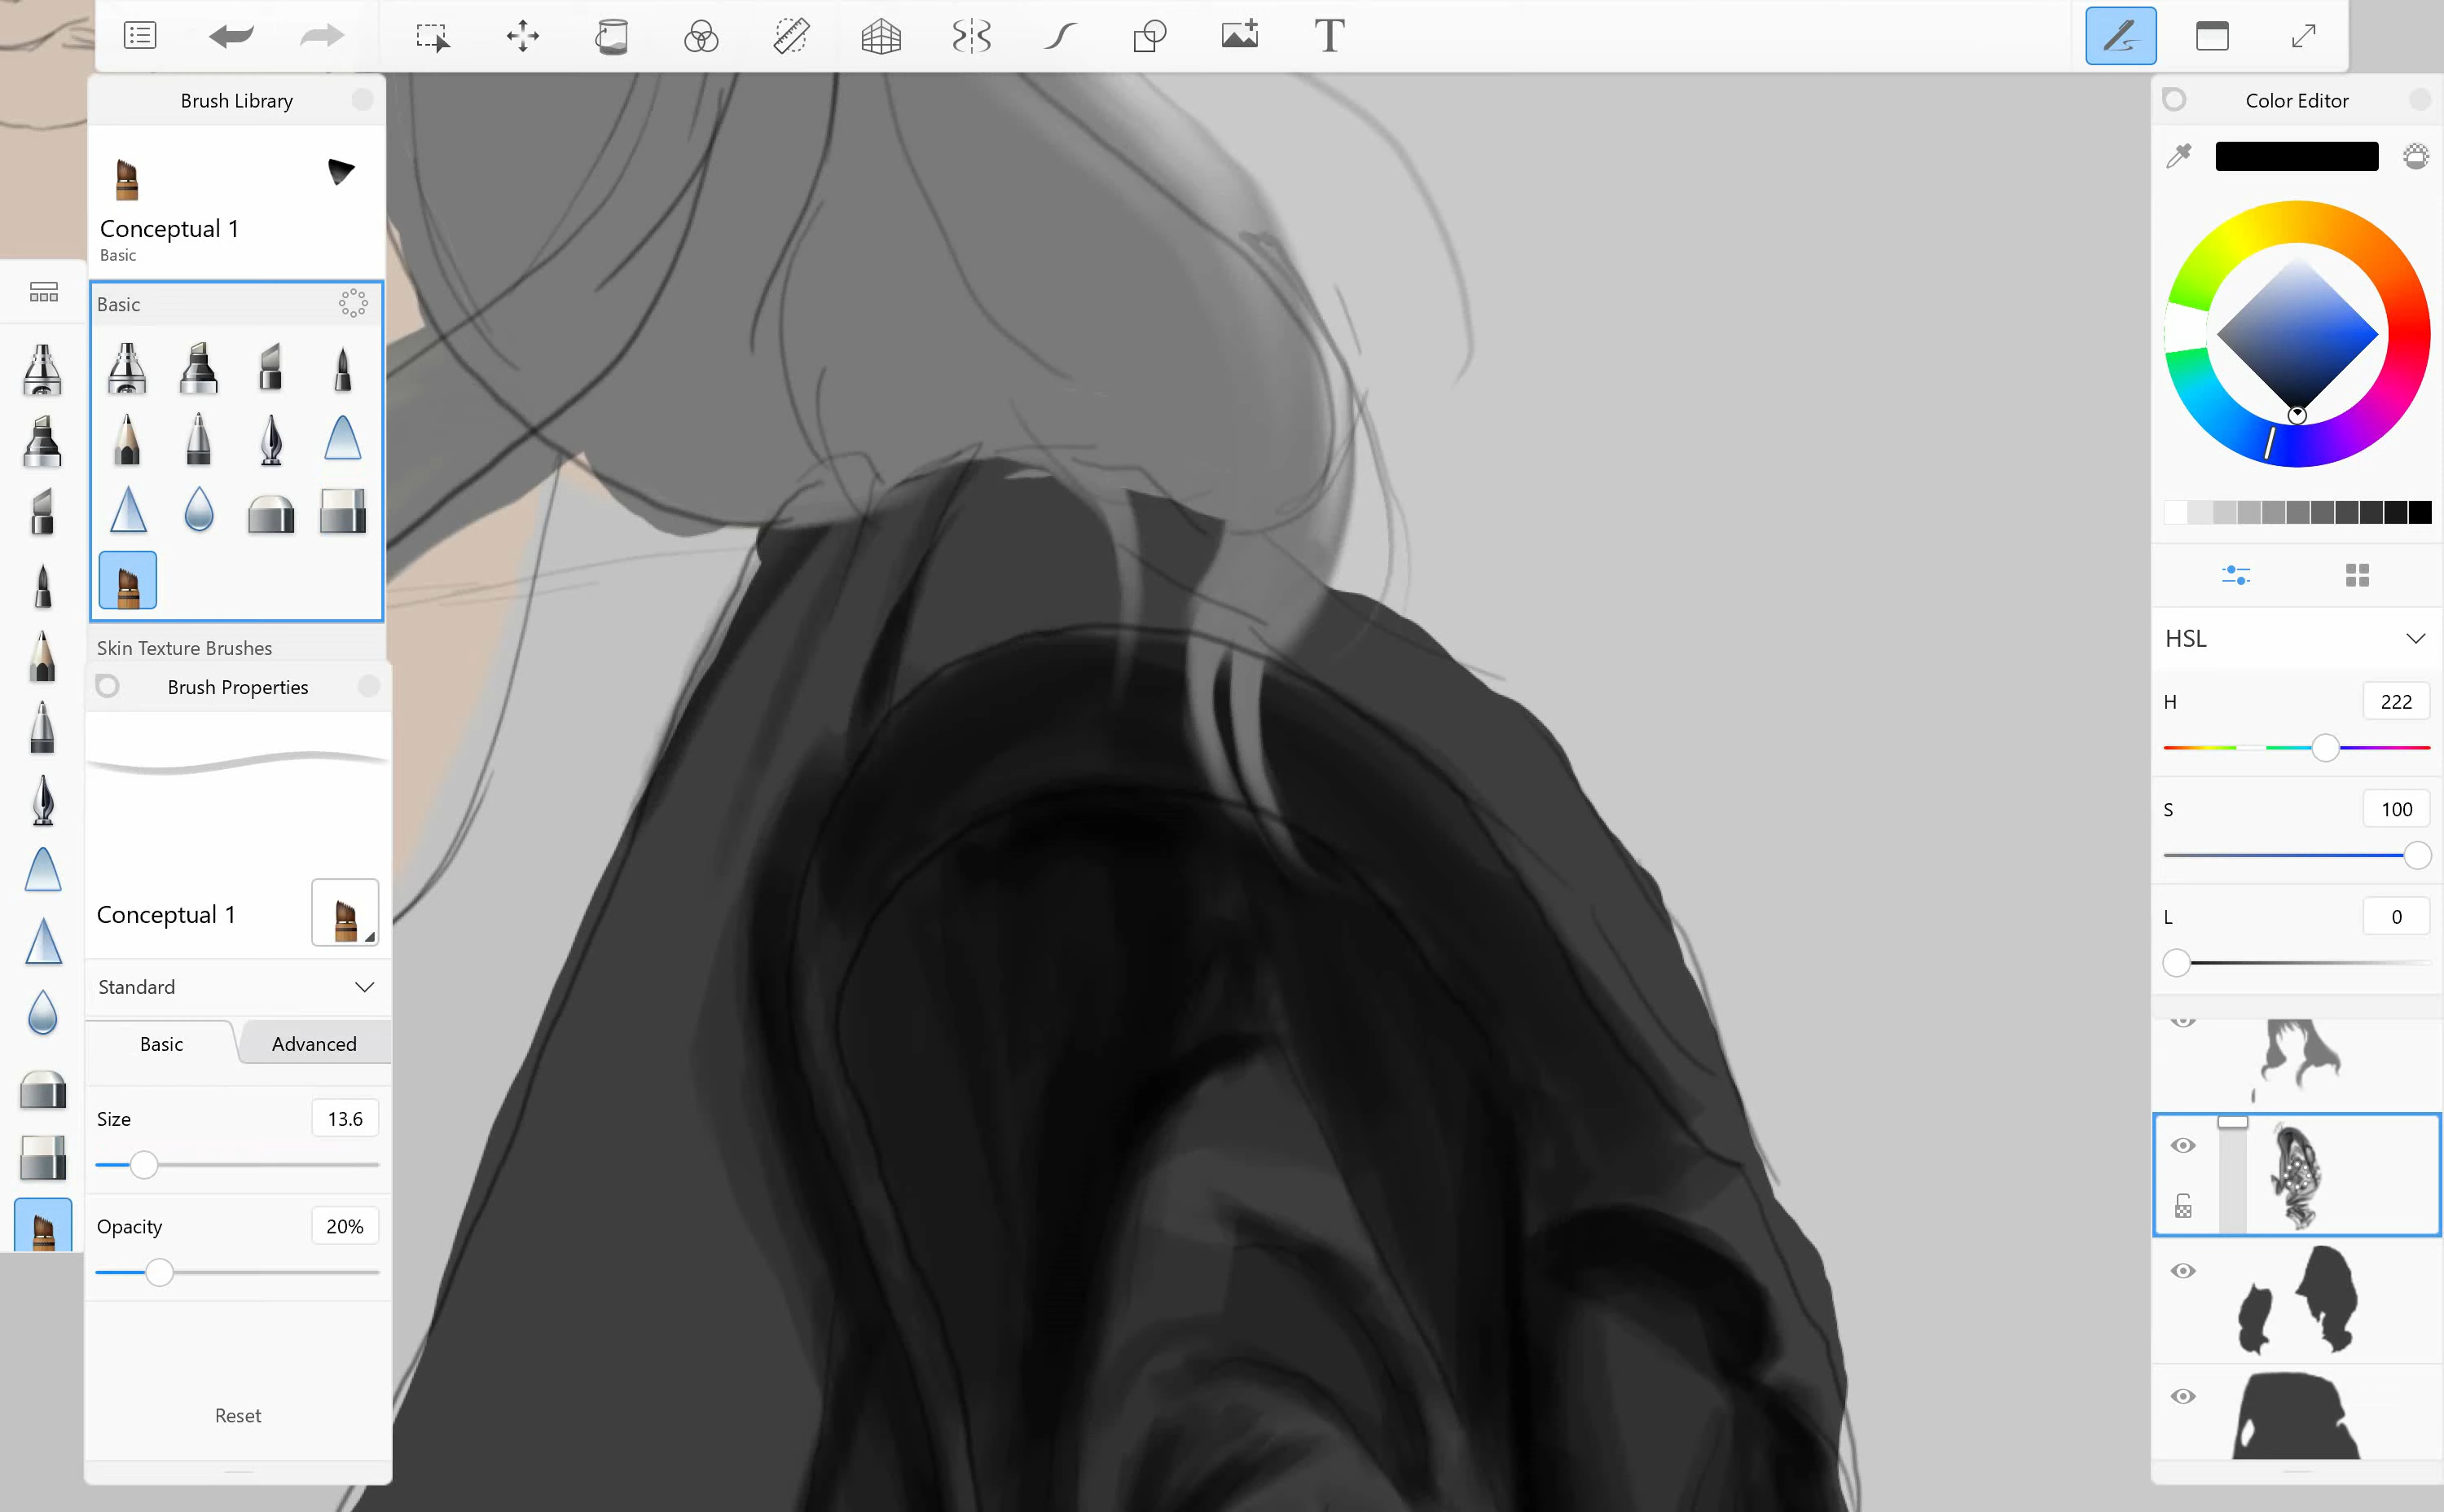 T
Brush Library
Conceptual 1
Basic
Basic
Skin Texture Brushes
Brush Properties
Conceptual 1
Standard
Basic
Advanced
Size
13.6
Opacity
20%
Reset
Color Editor
HSL
H
222
S
100
L
0